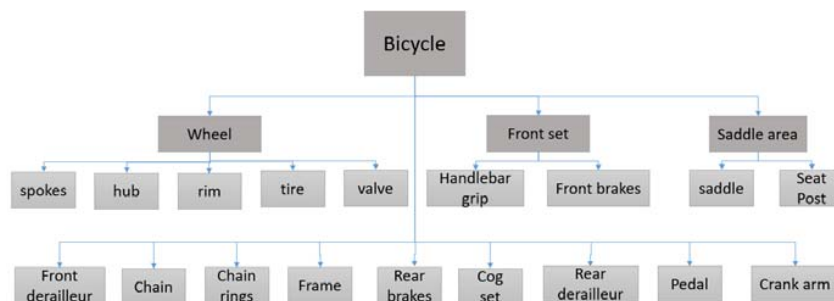 Bicycle
Wheel
Front set
Saddle area
spokes
hub
rim
tire
valve
Handlebar
grip
Front brakes
saddle
Seat
Post
Front
derailleur
Chain
Chain
rings
Frame
Rear
brakes
Cog
set
Rear
derailleur
Pedal
Crank arm